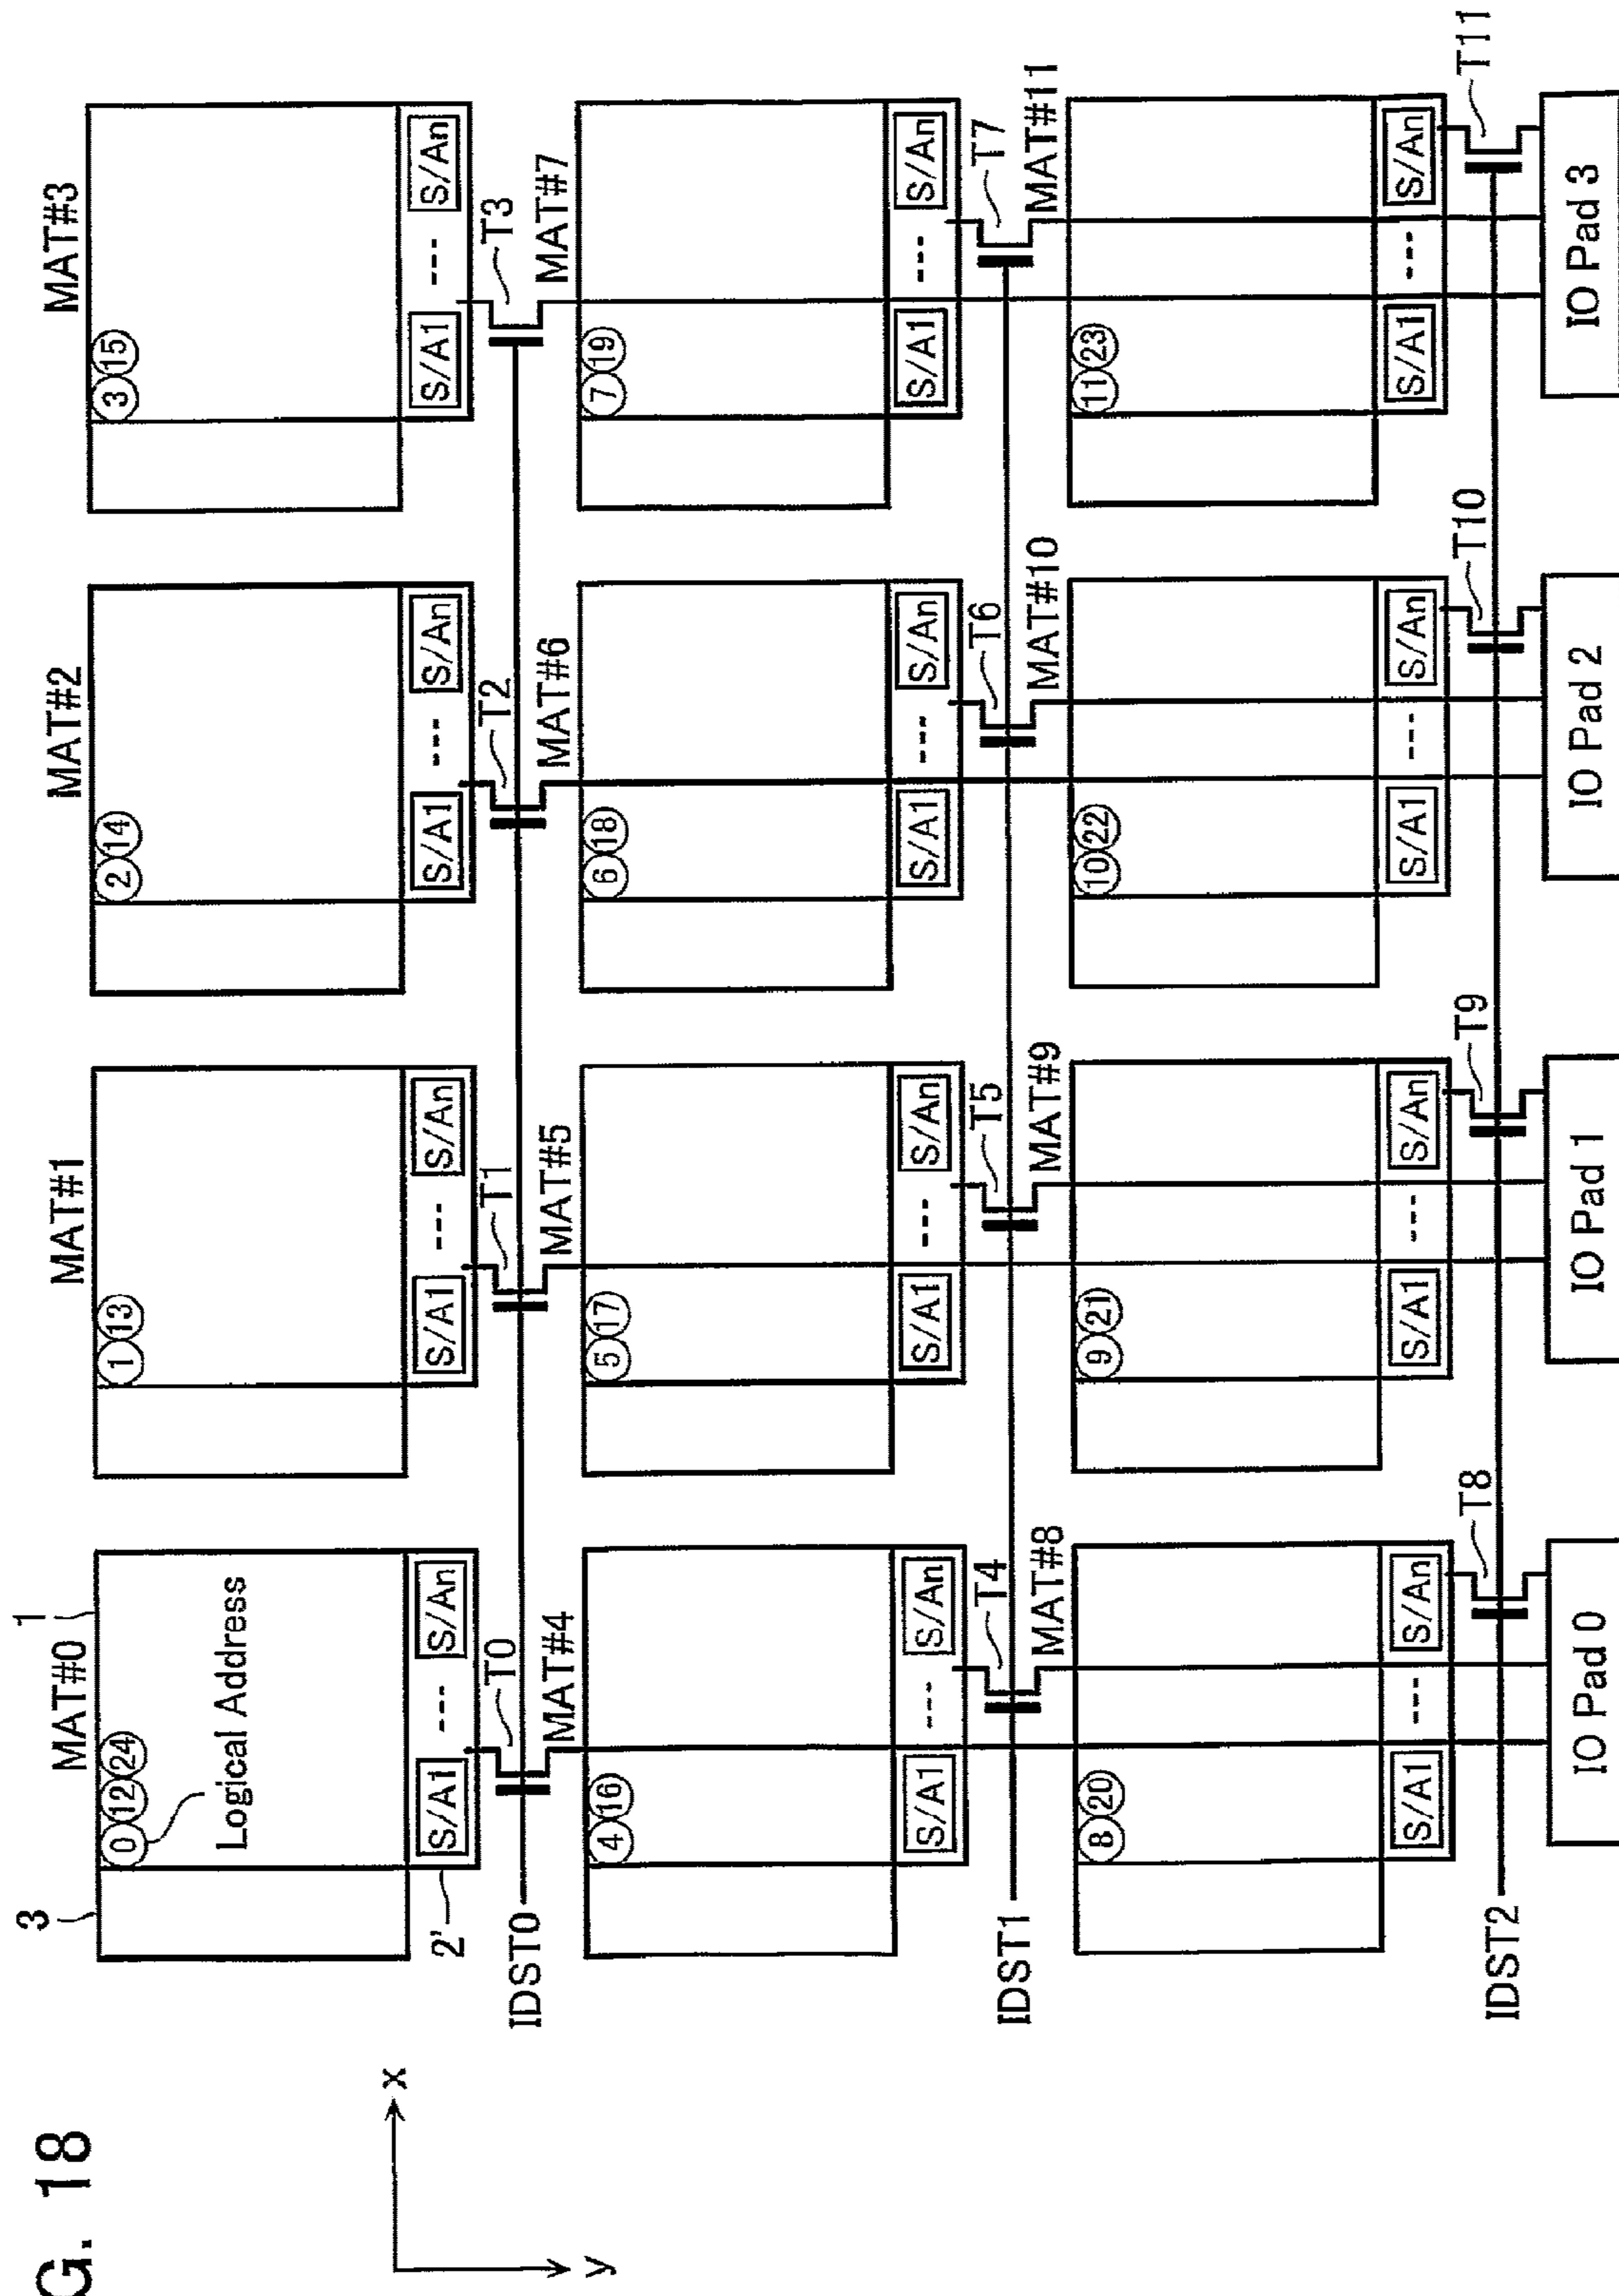 G. 18
x
y
3
1
MAT#0
MAT#1
MAT#2
MAT#3
0 12 24
1 13
2 14
3 15
Logical Address
2'
S/A1 --- S/An
S/A1 --- S/An
S/A1 --- S/An
S/A1 --- S/An
IDST0
T0
T1
T2
T3
MAT#4
MAT#5
MAT#6
MAT#7
4 16
5 17
6 18
7 19
S/A1 --- S/An
S/A1 --- S/An
S/A1 --- S/An
S/A1 --- S/An
IDST1
T4
T5
T6
T7
MAT#8
MAT#9
MAT#10
MAT#11
8 20
9 21
10 22
11 23
S/A1 --- S/An
S/A1 --- S/An
S/A1 --- S/An
S/A1 --- S/An
IDST2
T8
T9
T10
T11
IO Pad 0
IO Pad 1
IO Pad 2
IO Pad 3